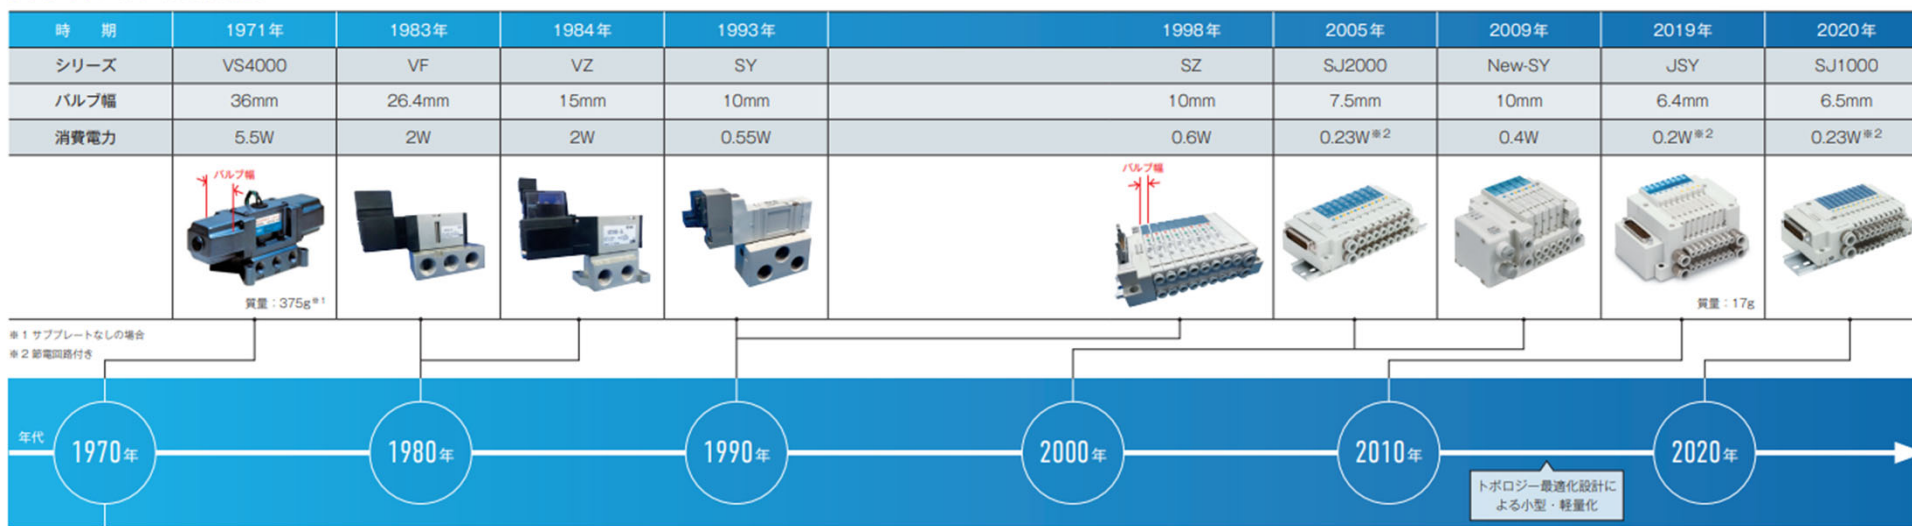 時 期 1971年 1983年 1984年 1993年 1998年 2005年 2009年 2019年 2020年
シリーズ VS4000 VF VZ SY SZ SJ2000 New-SY JSY SJ1000
バルブ幅 36mm 26.4mm 15mm 10mm 10mm 7.5mm 10mm 6.4mm 6.5mm
消費電力 5.5W 2W 2W 0.55W 0.6W 0.23W※2 0.4W 0.2W※2 0.23W※2
バルブ幅 バルブ幅
質量：375g※1 質量：17g
※1 サブプレートなしの場合
※2 節電回路付き
年代
1970年 1980年 1990年 2000年 2010年 2020年
トポロジー最適化設計に
よる小型・軽量化